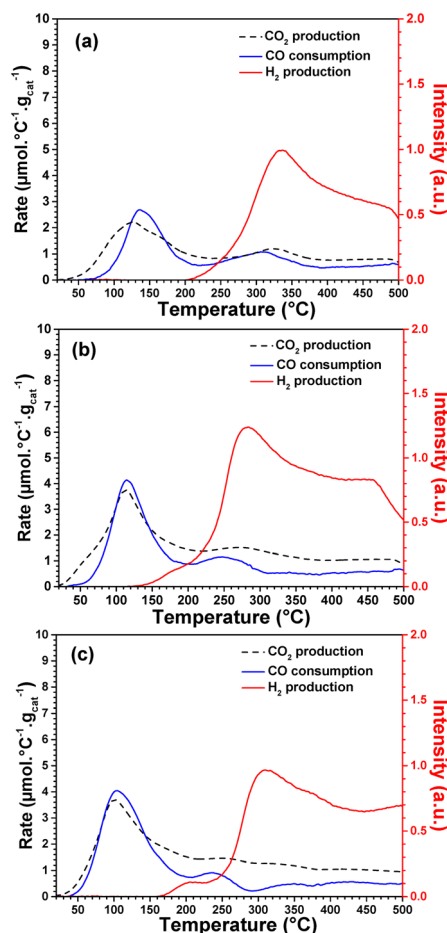 (a)
CO₂ production
CO consumption
H₂ production
Rate (µmol.°C⁻¹.g_cat⁻¹)
10
9
8
7
6
5
4
3
2
1
0
Intensity (a.u.)
2.0
1.5
1.0
0.5
0.0
50 100 150 200 250 300 350 400 450 500
Temperature (°C)
(b)
CO₂ production
CO consumption
H₂ production
Rate (µmol.°C⁻¹.g_cat⁻¹)
10
9
8
7
6
5
4
3
2
1
0
Intensity (a.u.)
2.0
1.5
1.0
0.5
0.0
50 100 150 200 250 300 350 400 450 500
Temperature (°C)
(c)
CO₂ production
CO consumption
H₂ production
Rate (µmol.°C⁻¹.g_cat⁻¹)
10
9
8
7
6
5
4
3
2
1
0
Intensity (a.u.)
2.0
1.5
1.0
0.5
0.0
50 100 150 200 250 300 350 400 450 500
Temperature (°C)